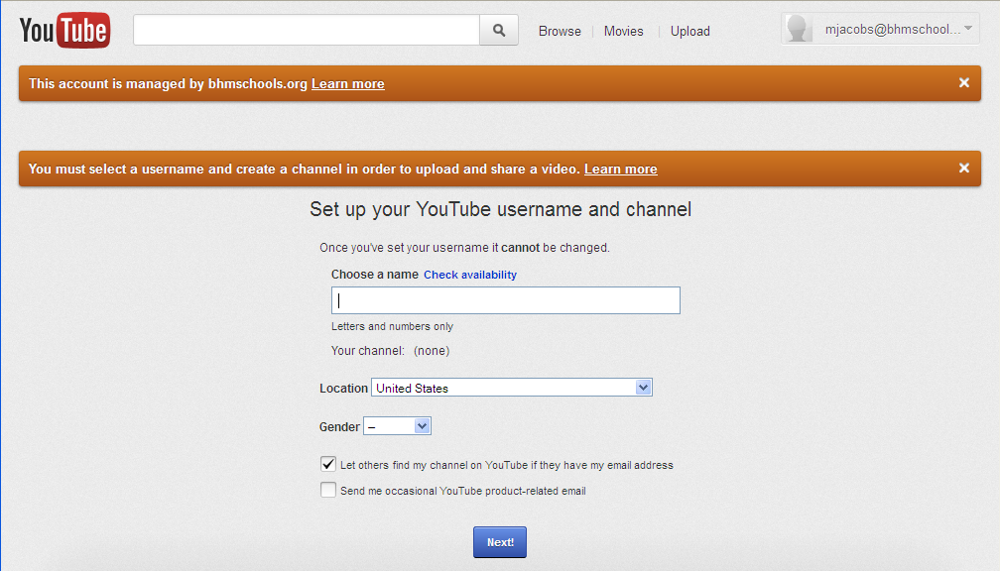 YouTube
Browse Movies Upload mjacobs@bhmschool...
This account is managed by bhmschools.org Learn more
You must select a username and create a channel in order to upload and share a video. Learn more
Set up your YouTube username and channel
Once you've set your username it cannot be changed.
Choose a name Check availability
Letters and numbers only
Your channel: (none)
Location United States
Gender –
Let others find my channel on YouTube if they have my email address
Send me occasional YouTube product-related email
Next!